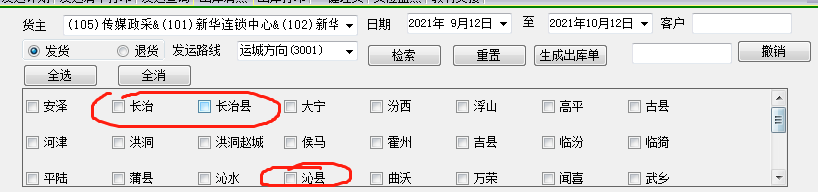 货主 (105)传媒政采&(101)新华连锁中心&(102)新华 日期 2021年 9月12日 至 2021年10月12日 客户
发货 退货 发运路线 运城方向(3001) 检索 重置 生成出库单 撤销
全选 全消
安泽 长治 长治县 大宁 汾西 浮山 高平 古县
河津 洪洞 洪洞赵城 侯马 霍州 吉县 临汾 临猗
平陆 蒲县 沁水 沁县 曲沃 万荣 闻喜 武乡